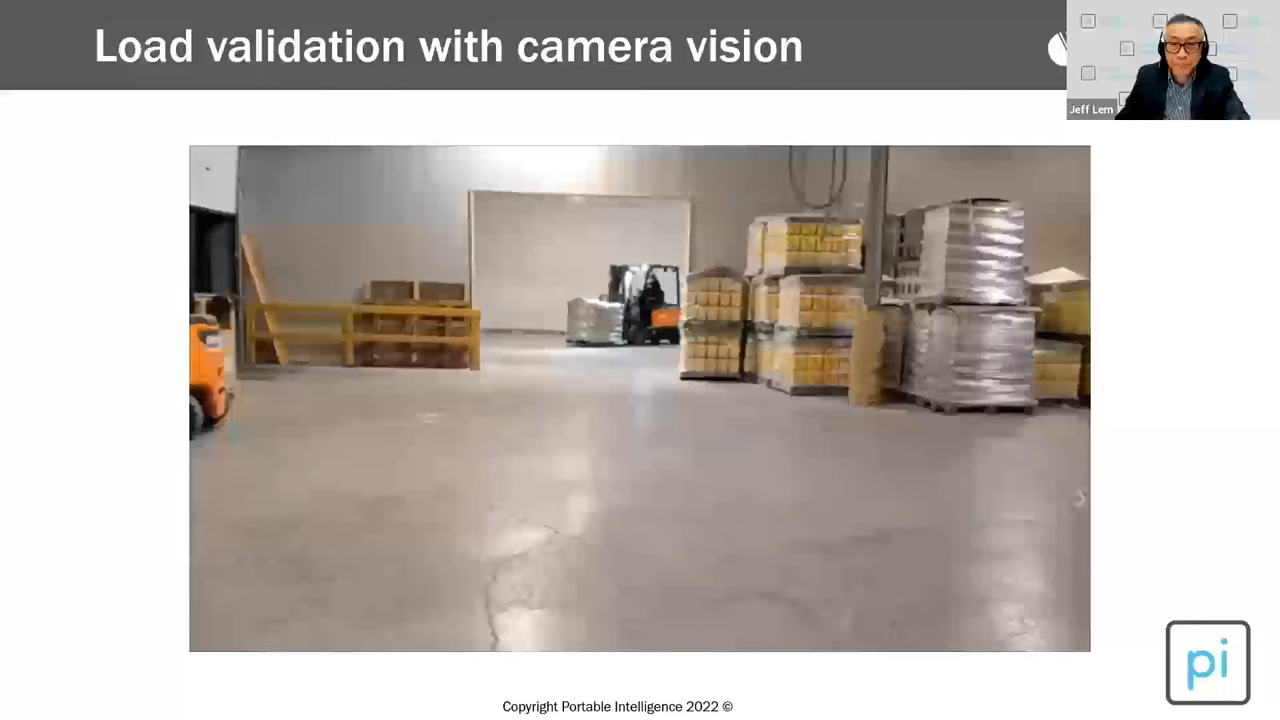 Load validation with camera vision
Jeff Lem
pi
Copyright Portable Intelligence 2022 ©